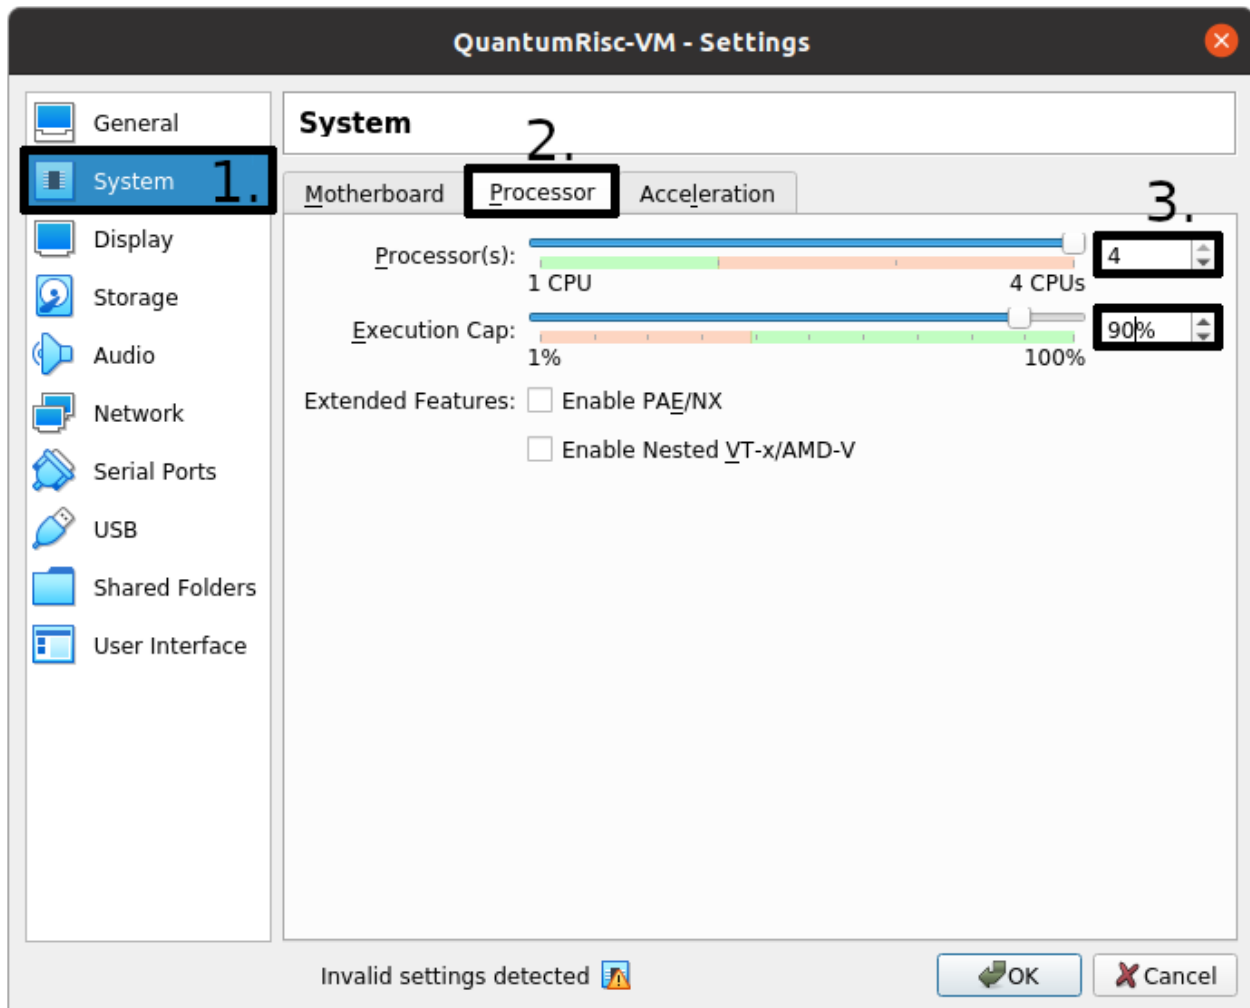 QuantumRisc-VM - Settings
General
System
1.
Display
Storage
Audio
Network
Serial Ports
USB
Shared Folders
User Interface
System
2.
Motherboard
Processor
Acceleration
3.
Processor(s):
4
1 CPU
4 CPUs
Execution Cap:
90%
1%
100%
Extended Features:
Enable PAE/NX
Enable Nested VT-x/AMD-V
Invalid settings detected
OK
Cancel